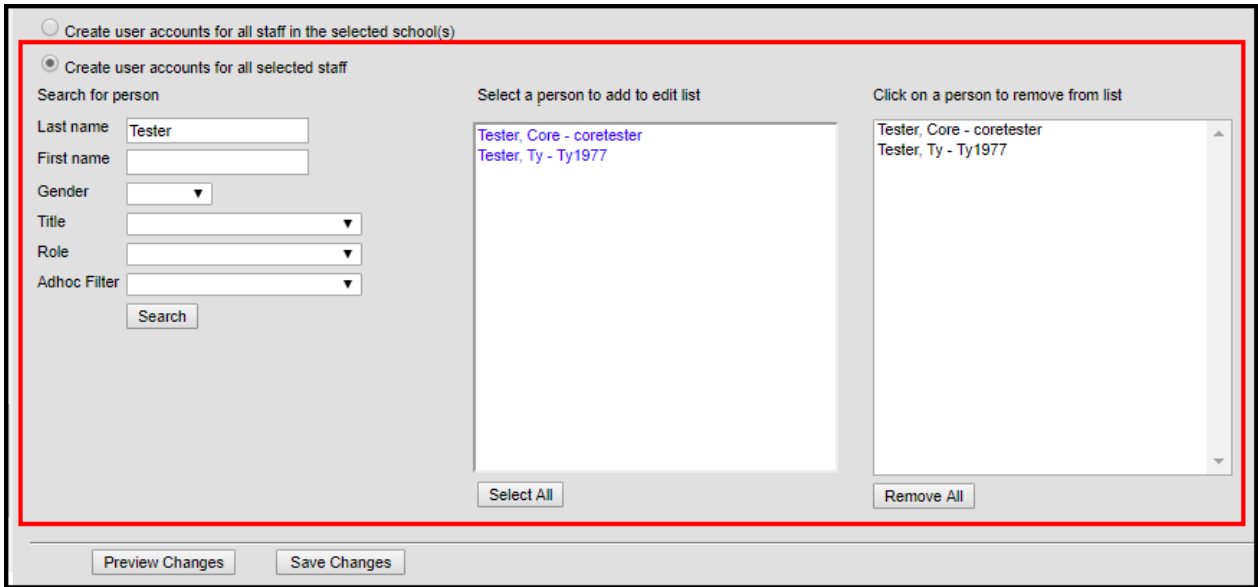 Create user accounts for all staff in the selected school(s)
Create user accounts for all selected staff
Search for person
Last name Tester
First name
Gender
Title
Role
Adhoc Filter
Search
Select a person to add to edit list
Tester, Core - coretester
Tester, Ty - Ty1977
Select All
Click on a person to remove from list
Tester, Core - coretester
Tester, Ty - Ty1977
Remove All
Preview Changes Save Changes